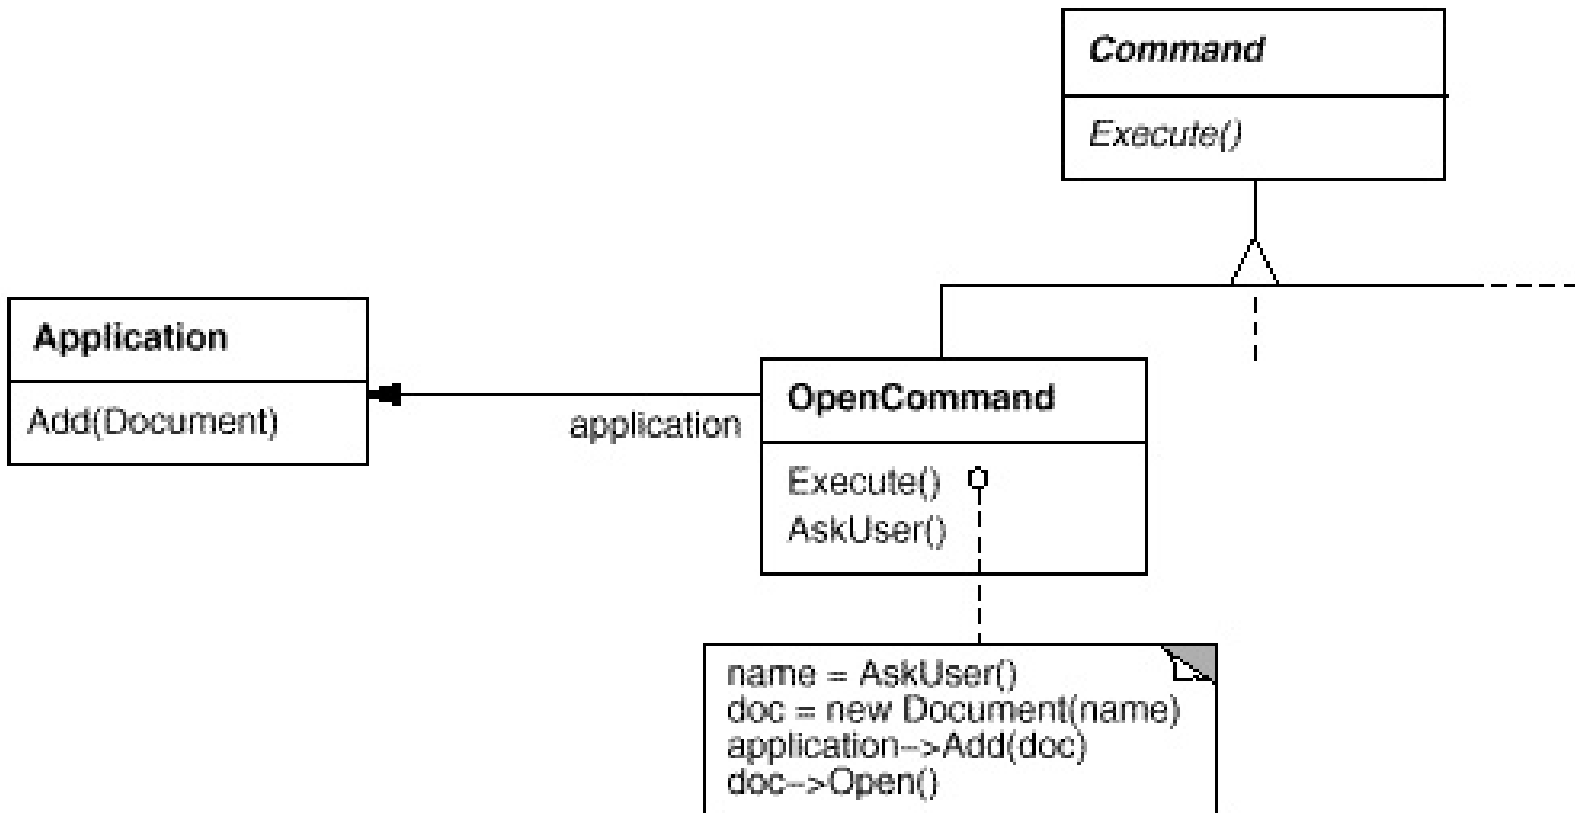 Command
Execute()
Application
Add(Document)
application
OpenCommand
Execute()
AskUser()
name = AskUser()
doc = new Document(name)
application->Add(doc)
doc->Open()